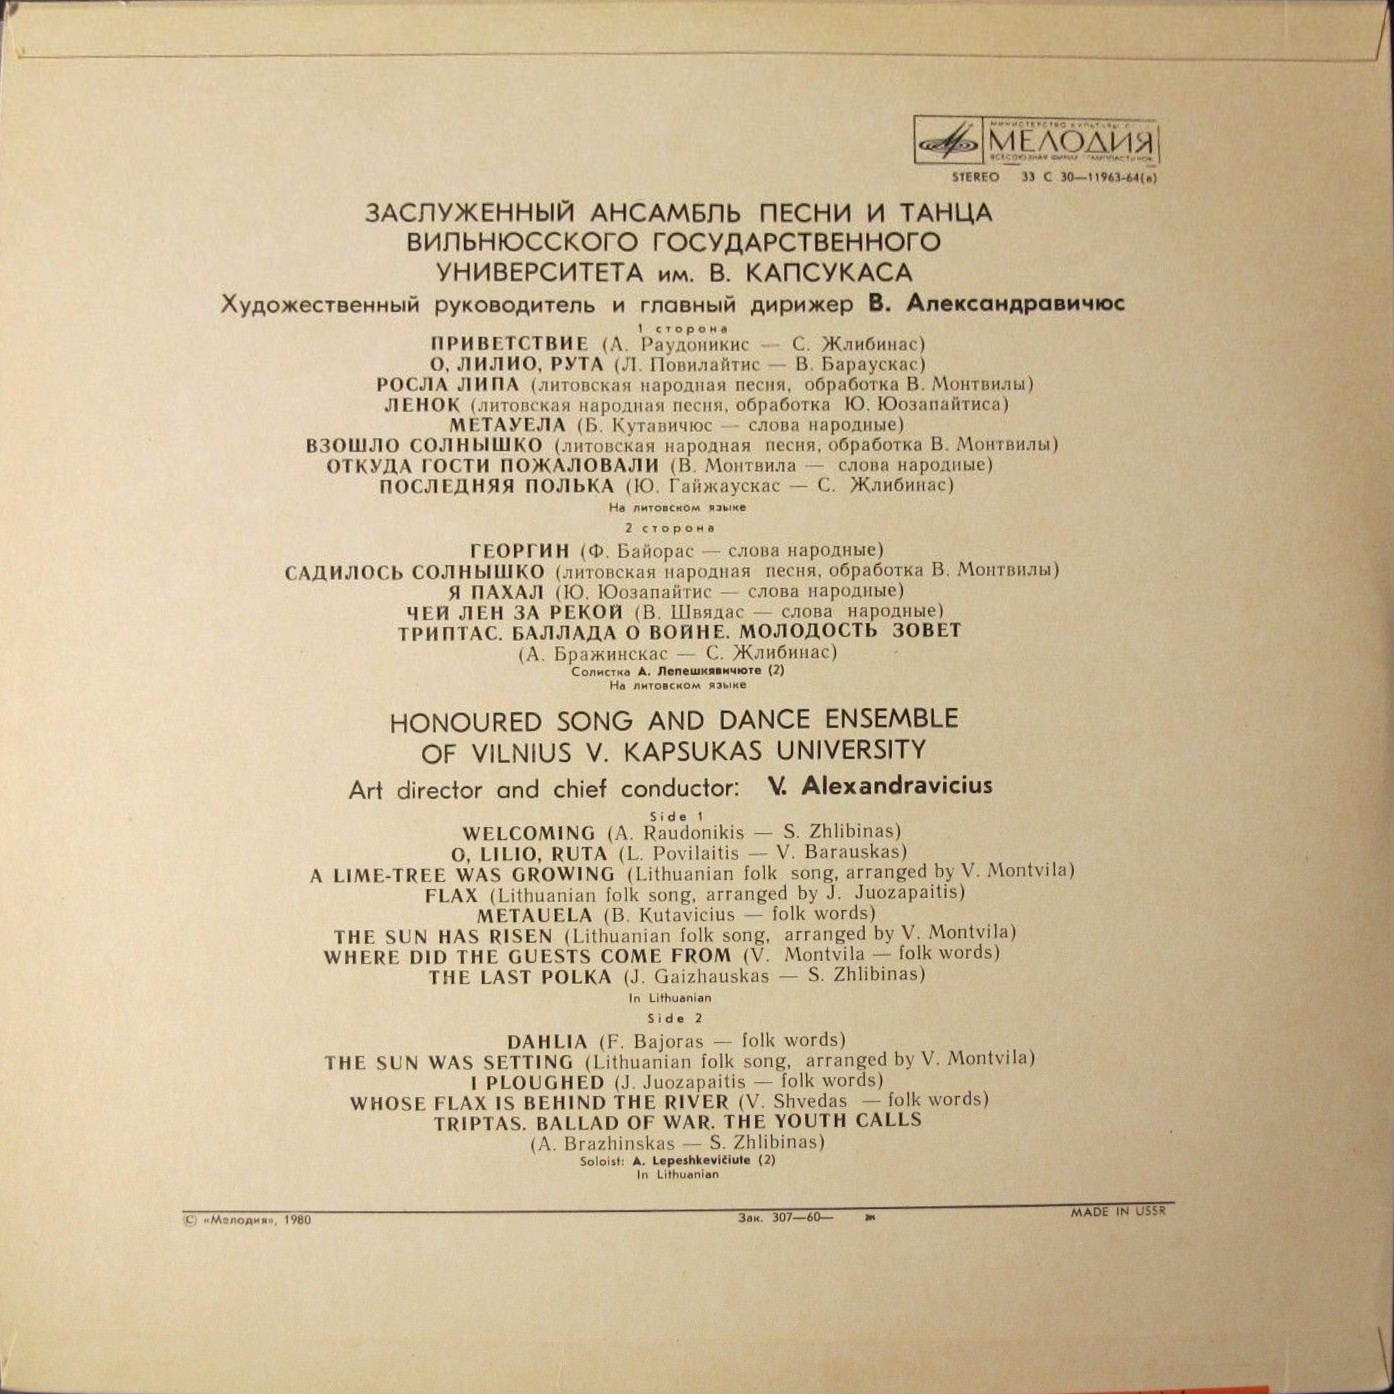 МИНИСТЕРСТВО КУЛЬТУРЫ С
МЕЛОДИЯ
ВСЕСОЮЗНАЯ ФИРМА ГРАМПЛАСТИНОК
STEREO 33 С 30—11963-64(а)
ЗАСЛУЖЕННЫЙ АНСАМБЛЬ ПЕСНИ И ТАНЦА
ВИЛЬНЮССКОГО ГОСУДАРСТВЕННОГО
УНИВЕРСИТЕТА им. В. КАПСУКАСА
Художественный руководитель и главный дирижер В. Александравичюс
1 сторона
ПРИВЕТСТВИЕ (А. Раудоникис — С. Жлибинас)
О, ЛИЛИО, РУТА (Л. Повилайтис — В. Бараускас)
РОСЛА ЛИПА (литовская народная песня, обработка В. Монтвилы)
ЛЕНОК (литовская народная песня, обработка Ю. Юозапайтиса)
МЕТАУЕЛА (Б. Кутавичюс — слова народные)
ВЗОШЛО СОЛНЫШКО (литовская народная песня, обработка В. Монтвилы)
ОТКУДА ГОСТИ ПОЖАЛОВАЛИ (В. Монтвила — слова народные)
ПОСЛЕДНЯЯ ПОЛЬКА (Ю. Гайжаускас — С. Жлибинас)
На литовском языке
2 сторона
ГЕОРГИН (Ф. Байорас — слова народные)
САДИЛОСЬ СОЛНЫШКО (литовская народная песня, обработка В. Монтвилы)
Я ПАХАЛ (Ю. Юозапайтис — слова народные)
ЧЕЙ ЛЕН ЗА РЕКОЙ (В. Швядас — слова народные)
ТРИПТАС. БАЛЛАДА О ВОЙНЕ. МОЛОДОСТЬ ЗОВЕТ
(А. Бражинскас — С. Жлибинас)
Солистка А. Лепешкявичюте (2)
На литовском языке
HONOURED SONG AND DANCE ENSEMBLE
OF VILNIUS V. KAPSUKAS UNIVERSITY
Art director and chief conductor: V. Alexandravicius
Side 1
WELCOMING (A. Raudonikis — S. Zhlibinas)
O, LILIO, RUTA (L. Povilaitis — V. Barauskas)
A LIME-TREE WAS GROWING (Lithuanian folk song, arranged by V. Montvila)
FLAX (Lithuanian folk song, arranged by J. Juozapaitis)
METAUELA (B. Kutavicius — folk words)
THE SUN HAS RISEN (Lithuanian folk song, arranged by V. Montvila)
WHERE DID THE GUESTS COME FROM (V. Montvila — folk words)
THE LAST POLKA (J. Gaizhauskas — S. Zhlibinas)
In Lithuanian
Side 2
DAHLIA (F. Bajoras — folk words)
THE SUN WAS SETTING (Lithuanian folk song, arranged by V. Montvila)
I PLOUGHED (J. Juozapaitis — folk words)
WHOSE FLAX IS BEHIND THE RIVER (V. Shvedas — folk words)
TRIPTAS. BALLAD OF WAR. THE YOUTH CALLS
(A. Brazhinskas — S. Zhlibinas)
Soloist: A. Lepeshkevičiute (2)
In Lithuanian
© «Мелодия», 1980 Зак. 307—60— MADE IN USSR